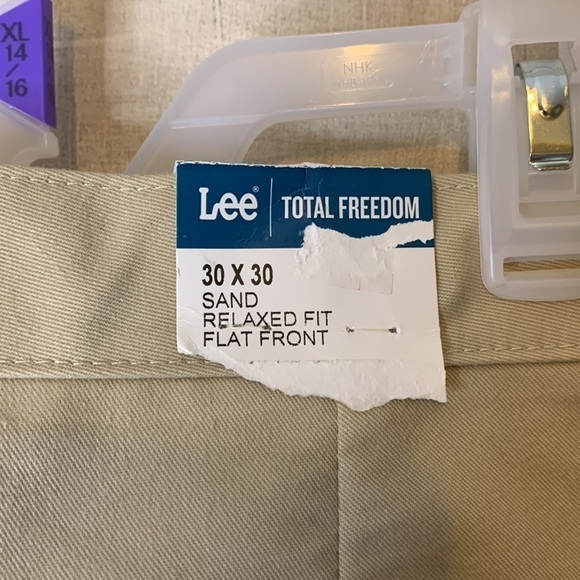 XL
14
/
16
NHK
Lee® | TOTAL FREEDOM
30 X 30
SAND
RELAXED FIT
FLAT FRONT